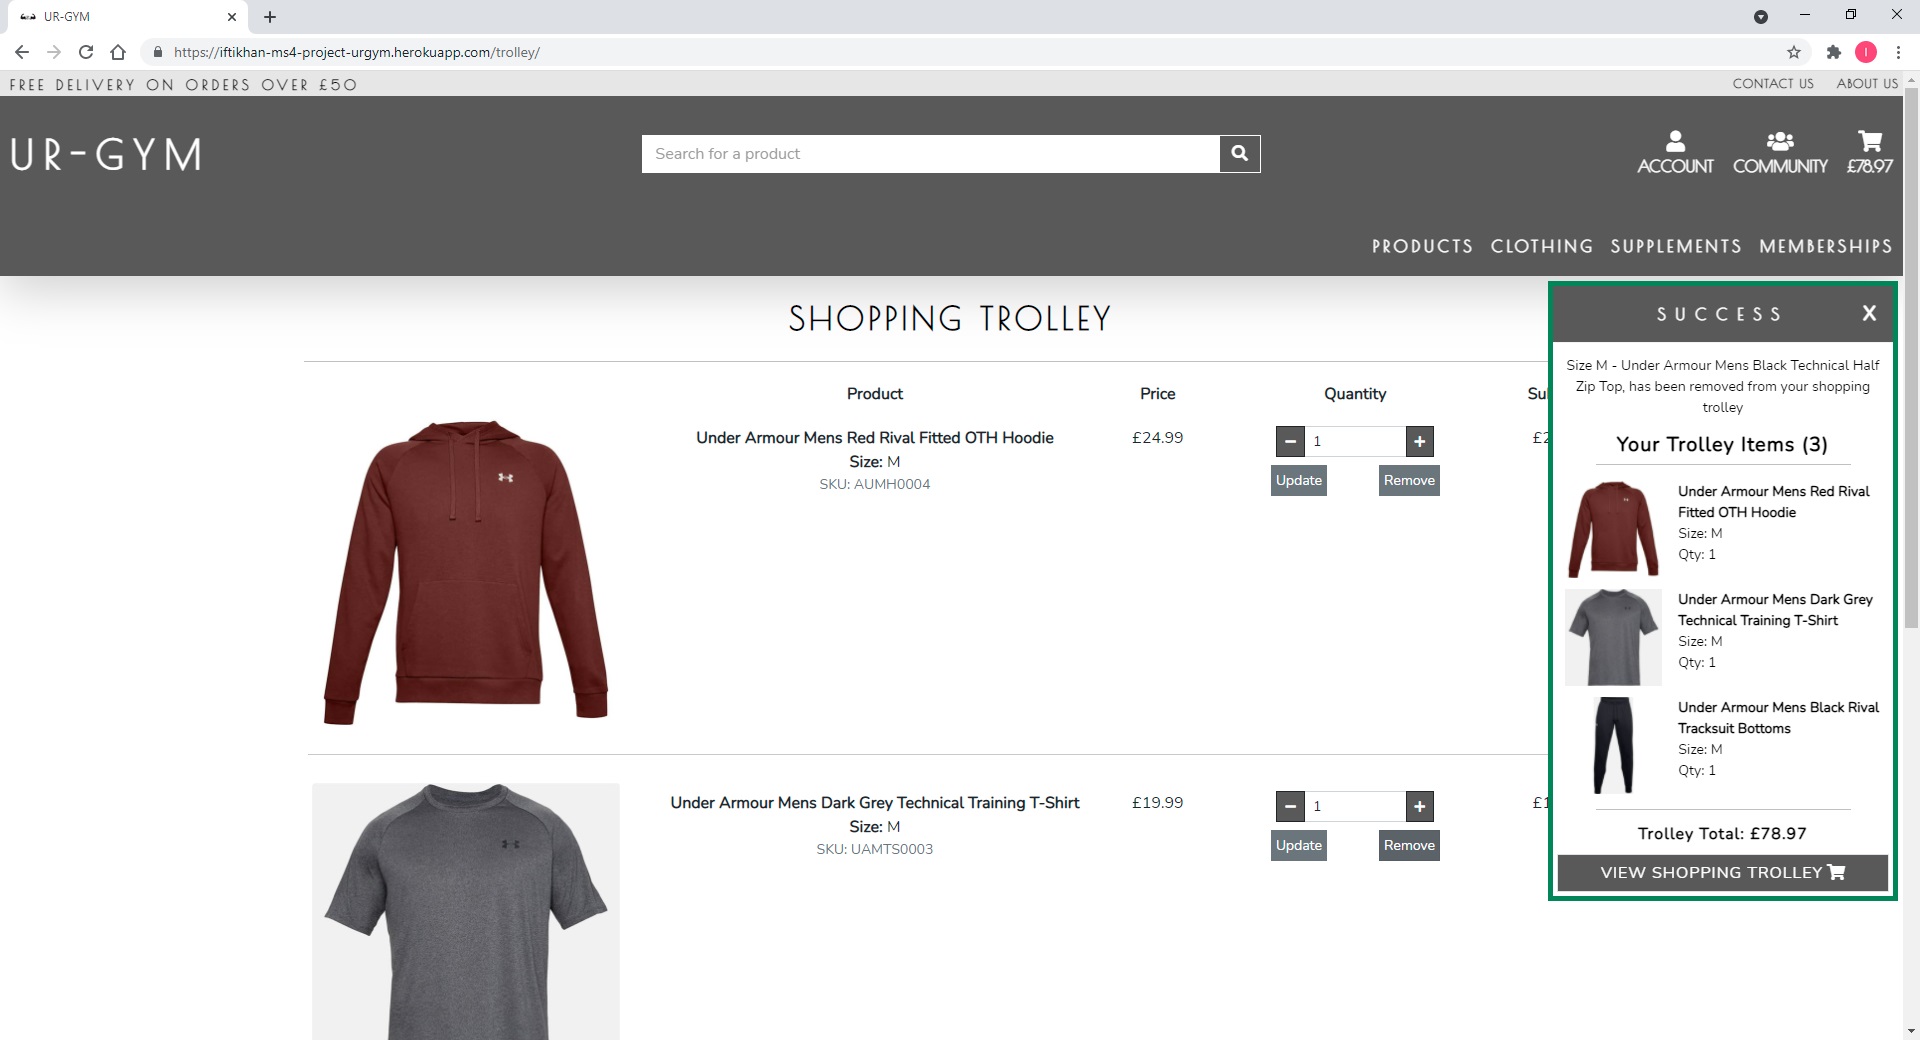 UR-GYM
https://iftikhan-ms4-project-urgym.herokuapp.com/trolley/
I
FREE DELIVERY ON ORDERS OVER £50
CONTACT US
ABOUT US
UR-GYM
Search for a product
ACCOUNT
COMMUNITY
£78.97
PRODUCTS
CLOTHING
SUPPLEMENTS
MEMBERSHIPS
SHOPPING TROLLEY
Product
Price
Quantity
Under Armour Mens Red Rival Fitted OTH Hoodie
Size: M
SKU: AUMH0004
£24.99
1
Update
Remove
Under Armour Mens Dark Grey Technical Training T-Shirt
Size: M
SKU: UAMTS0003
£19.99
1
Update
Remove
SUCCESS
X
Size M - Under Armour Mens Black Technical Half
Zip Top, has been removed from your shopping
trolley
Your Trolley Items (3)
Under Armour Mens Red Rival
Fitted OTH Hoodie
Size: M
Qty: 1
Under Armour Mens Dark Grey
Technical Training T-Shirt
Size: M
Qty: 1
Under Armour Mens Black Rival
Tracksuit Bottoms
Size: M
Qty: 1
Trolley Total: £78.97
VIEW SHOPPING TROLLEY